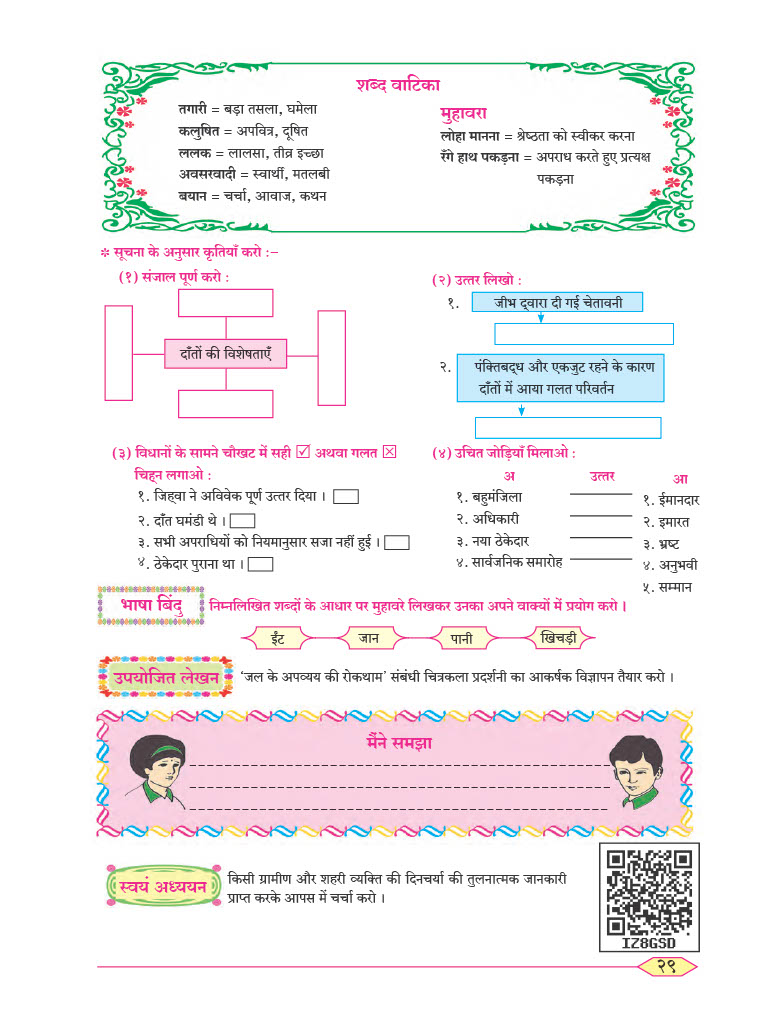 शब्द वाटिका
तगारी = बड़ा तसला, घमेला
कलुषित = अपवित्र, दूषित
ललक = लालसा, तीव्र इच्छा
अवसरवादी = स्वार्थी, मतलबी
बयान = चर्चा, आवाज, कथन
मुहावरा
लोहा मानना = श्रेष्ठता को स्वीकार करना
रँगे हाथ पकड़ना = अपराध करते हुए प्रत्यक्ष
पकड़ना
* सूचना के अनुसार कृतियाँ करो :–
(१) संजाल पूर्ण करो :
दाँतों की विशेषताएँ
(२) उत्तर लिखो :
१. जीभ द्वारा दी गई चेतावनी
२. पंक्तिबद्ध और एकजुट रहने के कारण
दाँतों में आया गलत परिवर्तन
(३) विधानों के सामने चौखट में सही ☑ अथवा गलत ☒
चिह्न लगाओ :
१. जिह्वा ने अविवेक पूर्ण उत्तर दिया ।
२. दाँत घमंडी थे ।
३. सभी अपराधियों को नियमानुसार सजा नहीं हुई ।
४. ठेकेदार पुराना था ।
(४) उचित जोड़ियाँ मिलाओ :
अ उत्तर आ
१. बहुमंजिला १. ईमानदार
२. अधिकारी २. इमारत
३. नया ठेकेदार ३. भ्रष्ट
४. सार्वजनिक समारोह ४. अनुभवी
५. सम्मान
भाषा बिंदु निम्नलिखित शब्दों के आधार पर मुहावरे लिखकर उनका अपने वाक्यों में प्रयोग करो ।
ईंट जान पानी खिचड़ी
उपयोजित लेखन ‘जल के अपव्यय की रोकथाम’ संबंधी चित्रकला प्रदर्शनी का आकर्षक विज्ञापन तैयार करो ।
मैंने समझा
स्वयं अध्ययन किसी ग्रामीण और शहरी व्यक्ति की दिनचर्या की तुलनात्मक जानकारी
प्राप्त करके आपस में चर्चा करो ।
IZ8GSD
२९